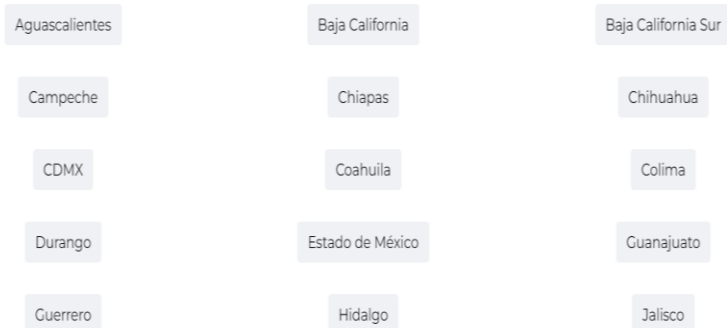 Aguascalientes
Baja California
Baja California Sur
Campeche
Chiapas
Chihuahua
CDMX
Coahuila
Colima
Durango
Estado de México
Guanajuato
Guerrero
Hidalgo
Jalisco